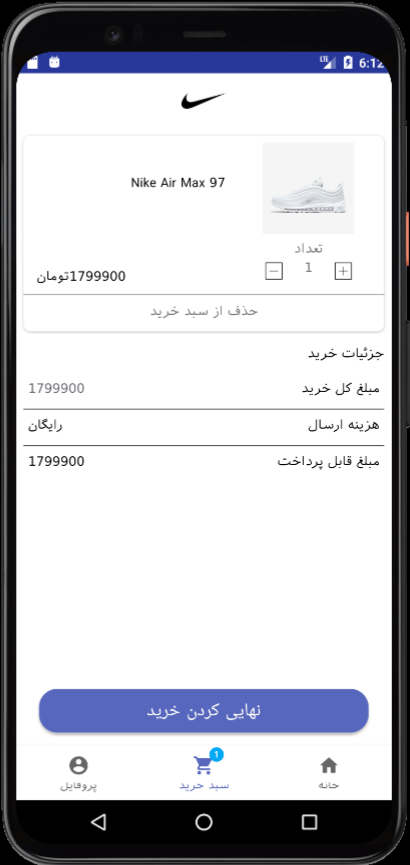 LTE 6:12
Nike Air Max 97
تعداد
1
1799900تومان
حذف از سبد خرید
جزئیات خرید
مبلغ کل خرید 1799900
هزینه ارسال رایگان
مبلغ قابل پرداخت 1799900
نهایی کردن خرید
1
خانه سبد خرید پروفایل